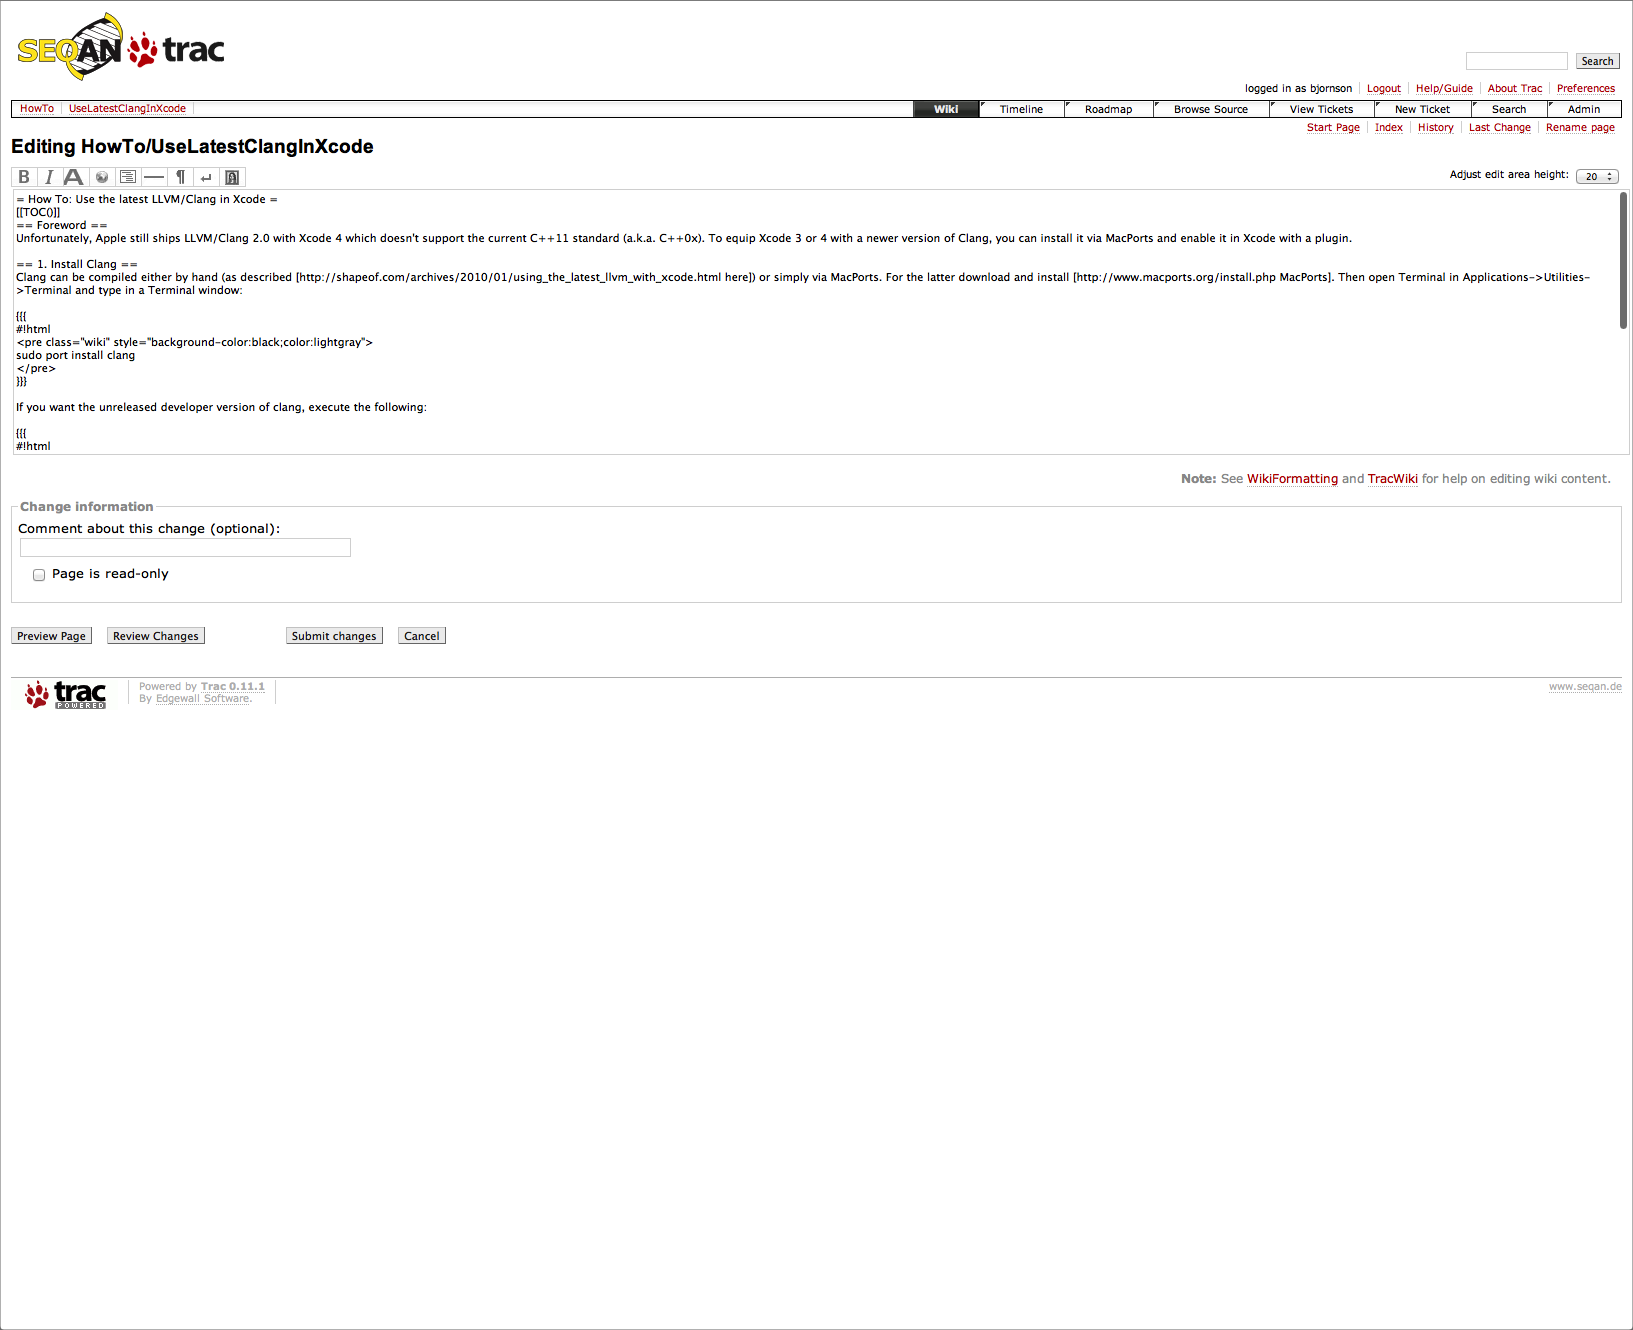 SEQAN trac
Search
logged in as bjornson Logout Help/Guide About Trac Preferences
HowTo UseLatestClangInXcode Wiki Timeline Roadmap Browse Source View Tickets New Ticket Search Admin
Start Page Index History Last Change Rename page
Editing HowTo/UseLatestClangInXcode
B I A ¶ Adjust edit area height: 20
= How To: Use the latest LLVM/Clang in Xcode =
[[TOC()]]
== Foreword ==
Unfortunately, Apple still ships LLVM/Clang 2.0 with Xcode 4 which doesn't support the current C++11 standard (a.k.a. C++0x). To equip Xcode 3 or 4 with a newer version of Clang, you can install it via MacPorts and enable it in Xcode with a plugin.
== 1. Install Clang ==
Clang can be compiled either by hand (as described [http://shapeof.com/archives/2010/01/using_the_latest_llvm_with_xcode.html here]) or simply via MacPorts. For the latter download and install [http://www.macports.org/install.php MacPorts]. Then open Terminal in Applications->Utilities-
>Terminal and type in a Terminal window:
{{{
#!html
<pre class="wiki" style="background-color:black;color:lightgray">
sudo port install clang
</pre>
}}}
If you want the unreleased developer version of clang, execute the following:
{{{
#!html
Note: See WikiFormatting and TracWiki for help on editing wiki content.
Change information
Comment about this change (optional):
Page is read-only
Preview Page Review Changes Submit changes Cancel
trac POWERED
Powered by Trac 0.11.1
By Edgewall Software.
www.seqan.de